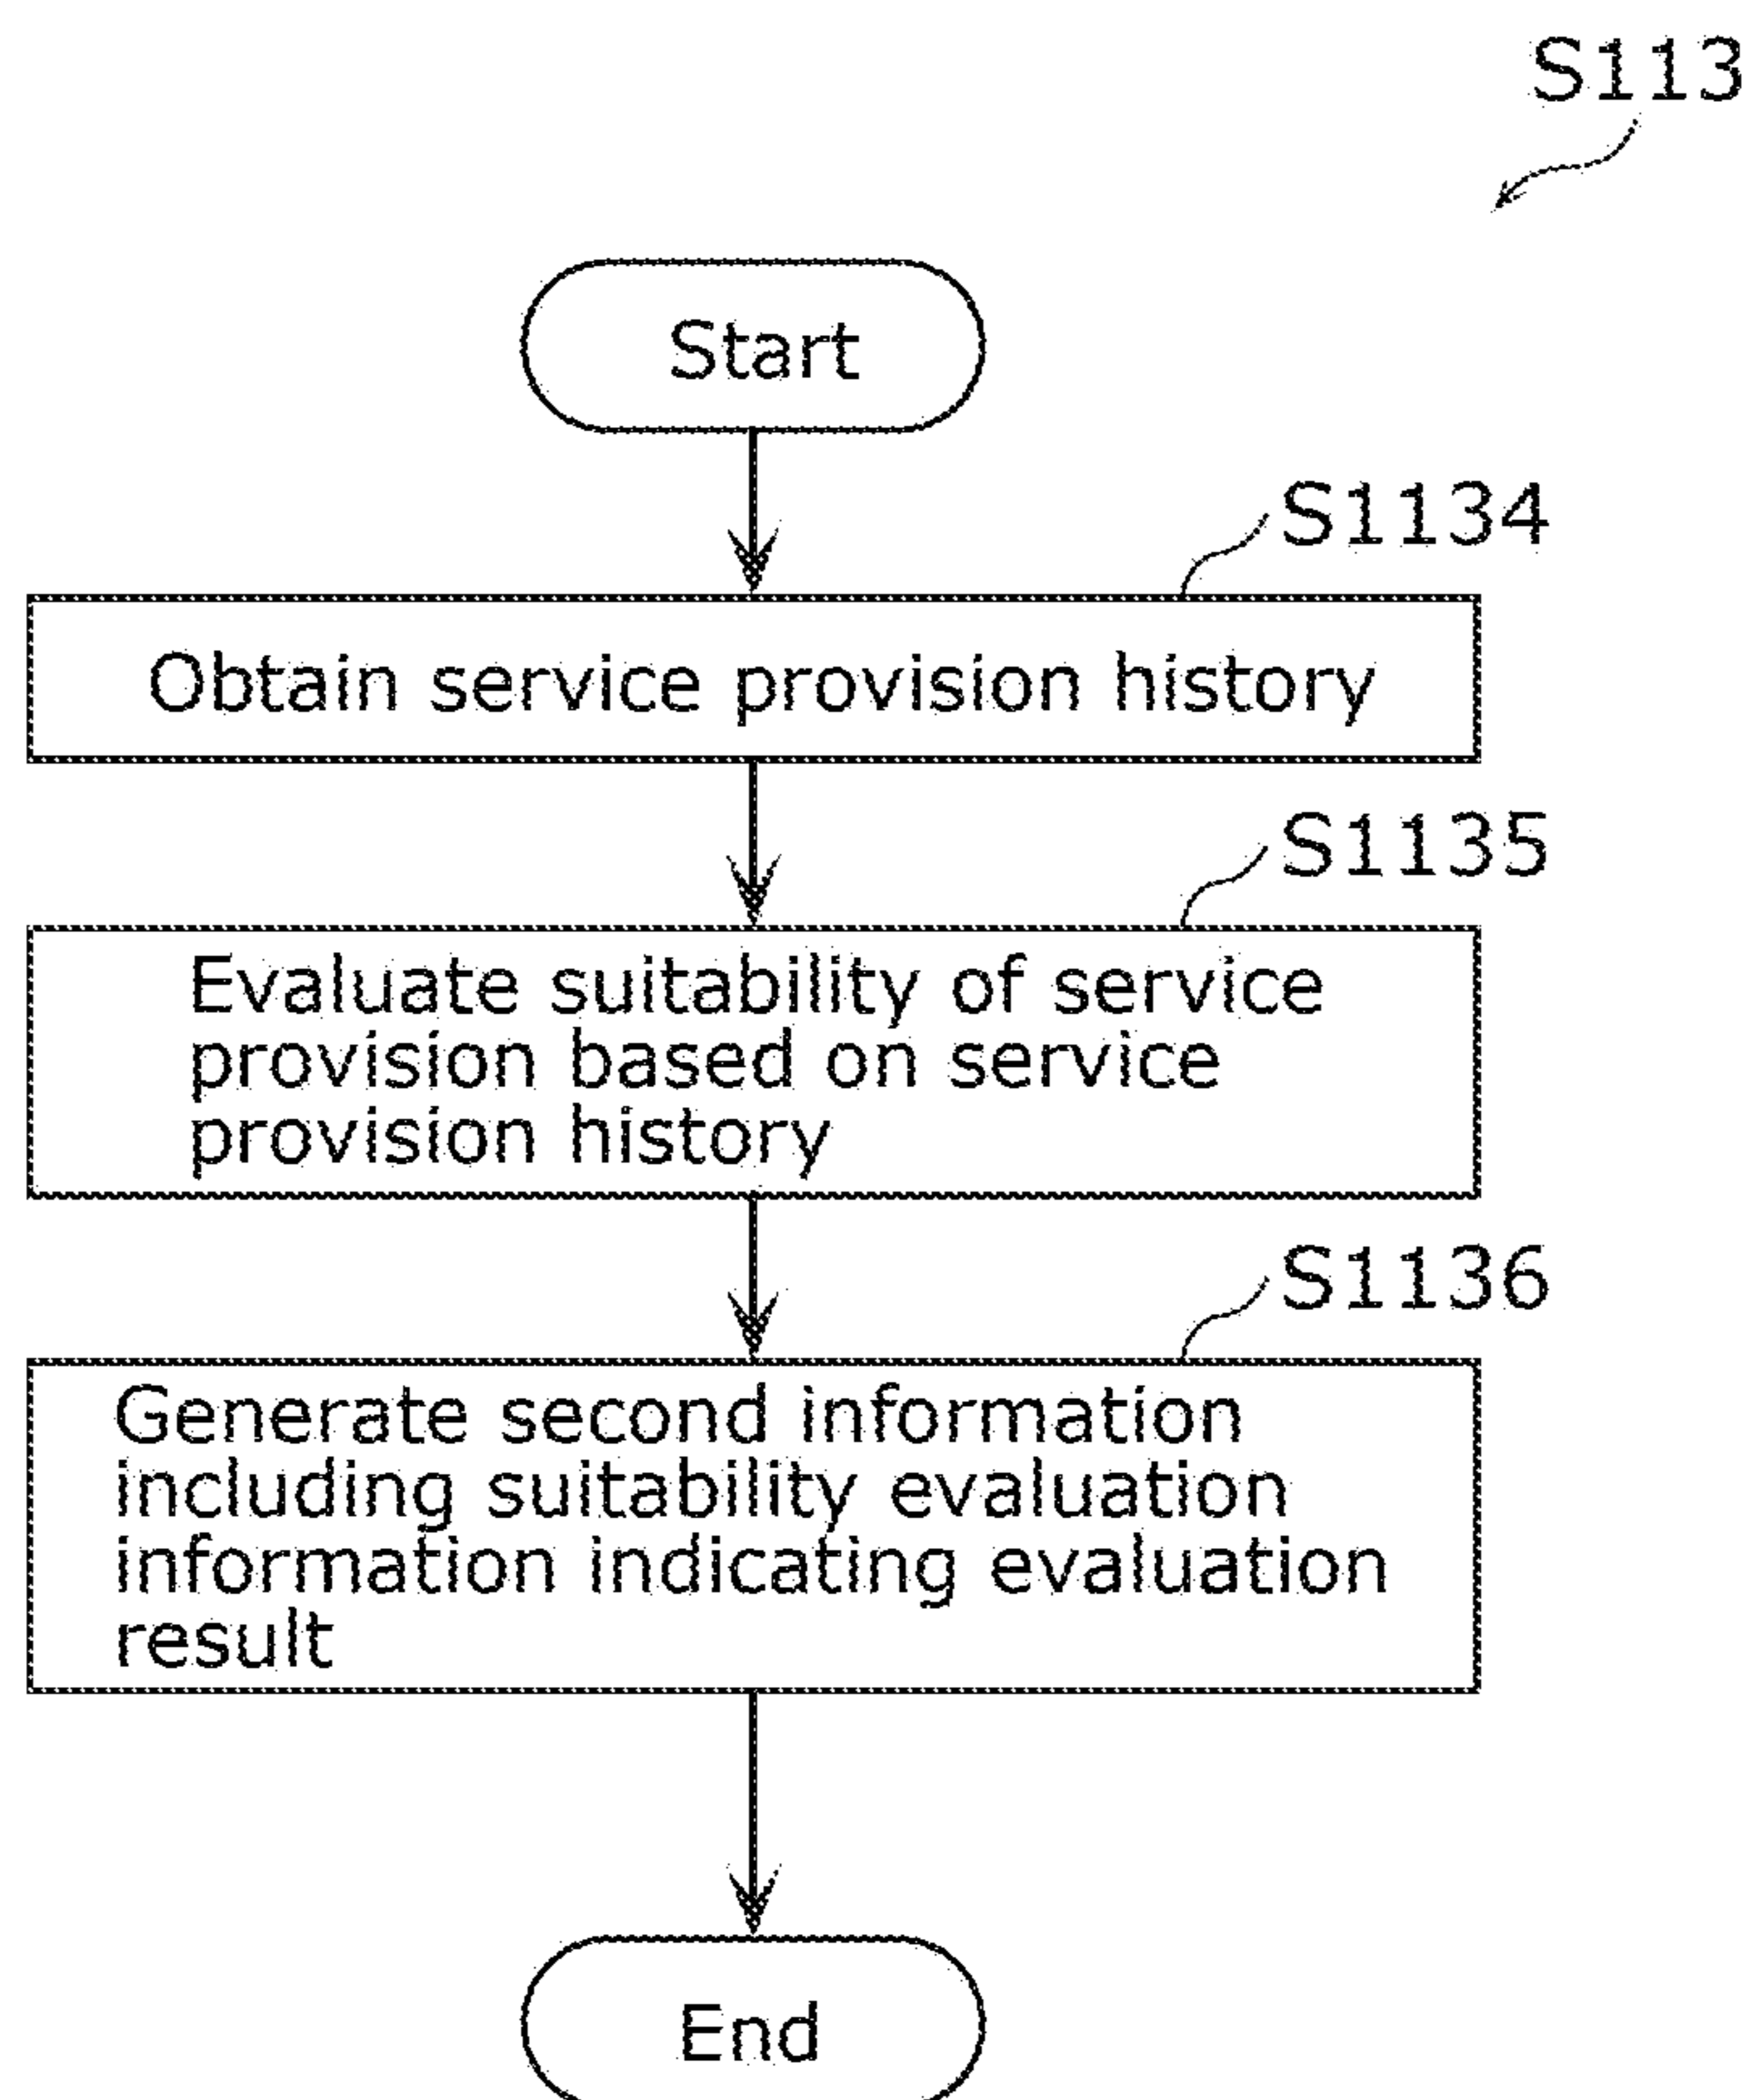 S113
Start
S1134
Obtain service provision history
S1135
Evaluate suitability of service
provision based on service
provision history
S1136
Generate second information
including suitability evaluation
information indicating evaluation
result
End